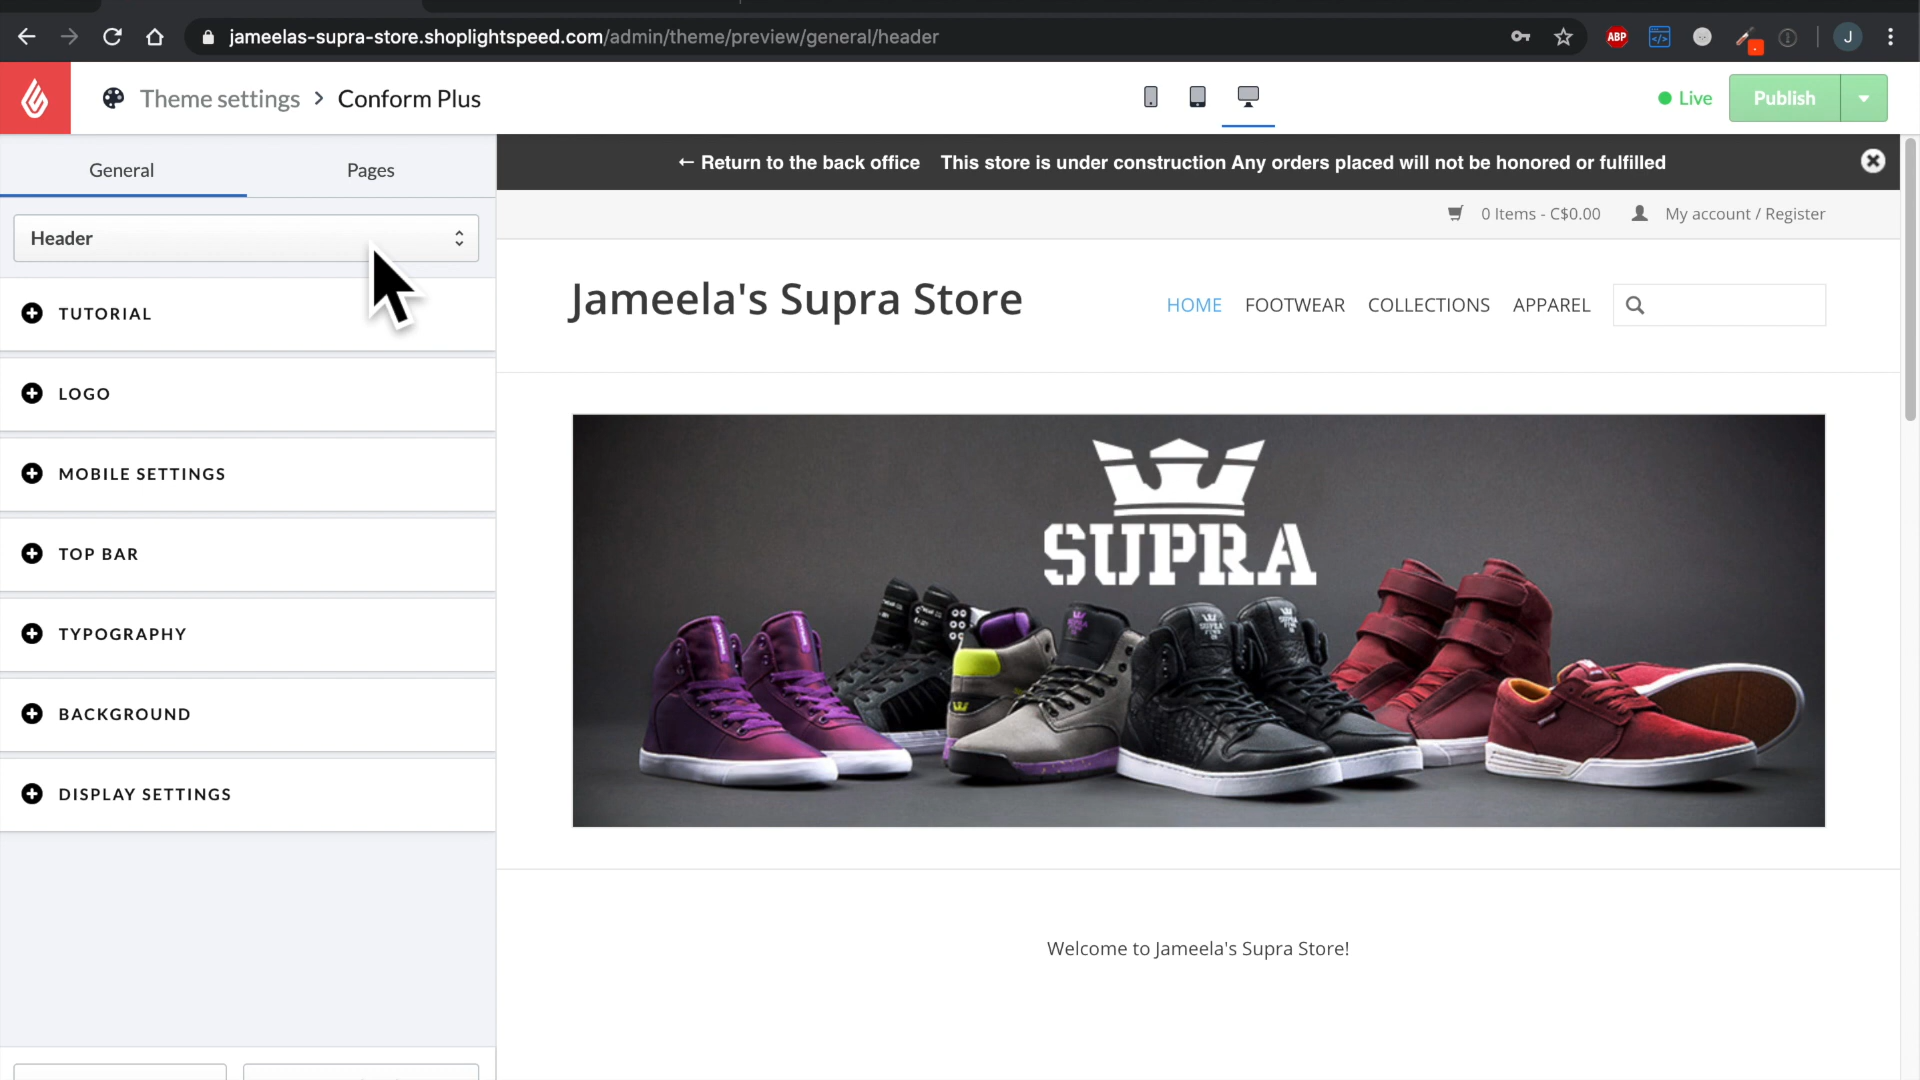 jameelas-supra-store.shoplightspeed.com/admin/theme/preview/general/header
ABP
J
Theme settings > Conform Plus
Live
Publish
General
Pages
← Return to the back office This store is under construction Any orders placed will not be honored or fulfilled
0 Items - C$0.00
My account / Register
Header
Jameela's Supra Store
HOME FOOTWEAR COLLECTIONS APPAREL
TUTORIAL
LOGO
MOBILE SETTINGS
TOP BAR
TYPOGRAPHY
BACKGROUND
DISPLAY SETTINGS
SUPRA
Welcome to Jameela's Supra Store!